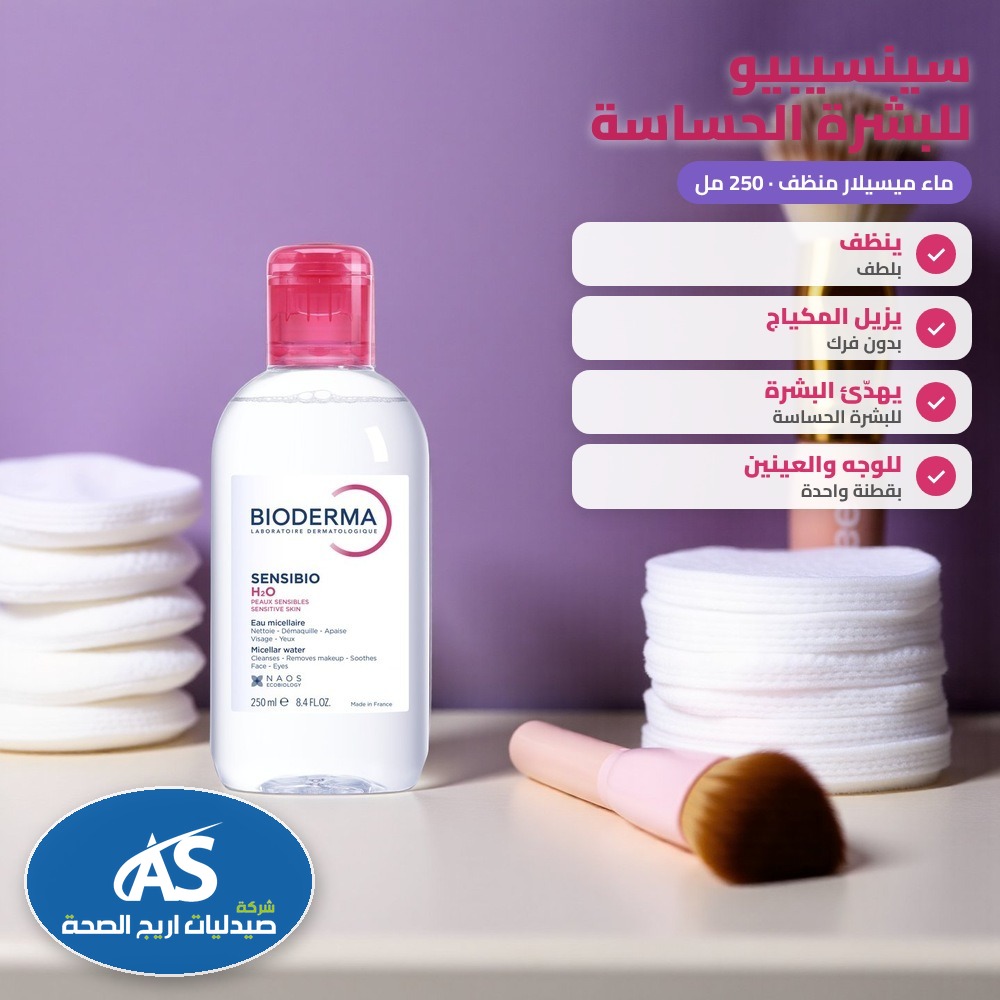 سينسيبيو
للبشرة الحساسة
ماء ميسيلار منظف · 250 مل
ينظف
بلطف
يزيل المكياج
بدون فرك
يهدّئ البشرة
للبشرة الحساسة
للوجه والعينين
بقطنة واحدة
BIODERMA
LABORATOIRE DERMATOLOGIQUE
SENSIBIO
H₂O
PEAUX SENSIBLES
SENSITIVE SKIN
Eau micellaire
Nettoie - Démaquille - Apaise
Visage - Yeux
Micellar water
Cleanses - Removes makeup - Soothes
Face - Eyes
NAOS
ECOBIOLOGY
250 ml ℮ 8.4 FL.OZ.
Made in France
AS
شركة
صيدليات اريج الصحة